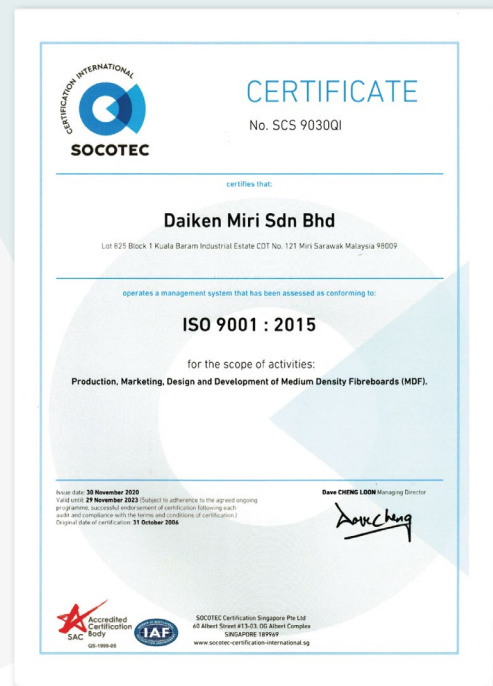 CERTIFICATION INTERNATIONAL
SOCOTEC
CERTIFICATE
No. SCS 9030QI
certifies that:
Daiken Miri Sdn Bhd
Lot 825 Block 1 Kuala Baram Industrial Estate CDT No. 121 Miri Sarawak Malaysia 98009
operates a management system that has been assessed as conforming to:
ISO 9001 : 2015
for the scope of activities:
Production, Marketing, Design and Development of Medium Density Fibreboards (MDF).
Issue date: 30 November 2020
Valid until: 29 November 2023 (Subject to adherence to the agreed ongoing
programme, successful endorsement of certification following each
audit and compliance with the terms and conditions of certification.)
Original date of certification: 31 October 2006
Dave CHENG LOON Managing Director
Dave Cheng
SAC
Accredited
Certification
Body
QS-1999-05
IAF
SOCOTEC Certification Singapore Pte Ltd
60 Albert Street #13-03, OG Albert Complex
SINGAPORE 189969
www.socotec-certification-international.sg